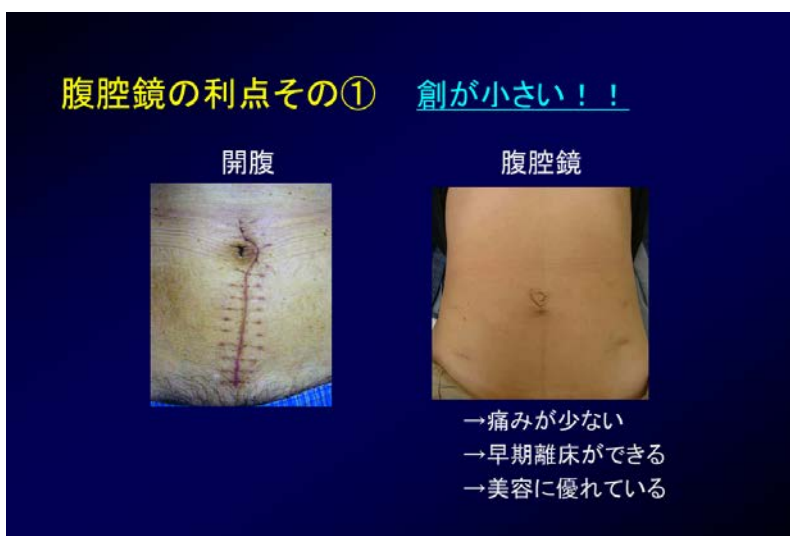 腹腔鏡の利点その① 創が小さい！！
開腹 腹腔鏡
→痛みが少ない
→早期離床ができる
→美容に優れている